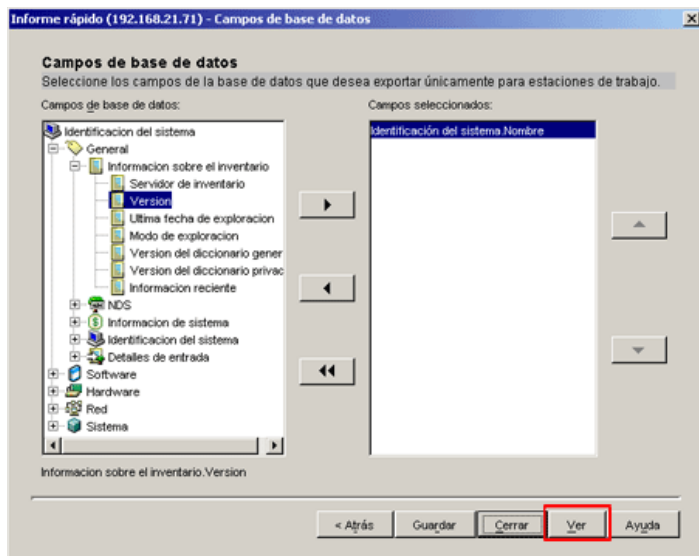 Informe rápido (192.168.21.71) - Campos de base de datos
Campos de base de datos
Seleccione los campos de la base de datos que desea exportar únicamente para estaciones de trabajo.
Campos de base de datos:
Campos seleccionados:
Identificacion del sistema
General
Informacion sobre el inventario
Servidor de inventario
Version
Ultima fecha de exploracion
Modo de exploracion
Version del diccionario gener
Version del diccionario privac
Informacion reciente
NDS
Informacion de sistema
Identificacion del sistema
Detalles de entrada
Software
Hardware
Red
Sistema
Identificación del sistema.Nombre
Informacion sobre el inventario.Version
< Atrás
Guardar
Cerrar
Ver
Ayuda